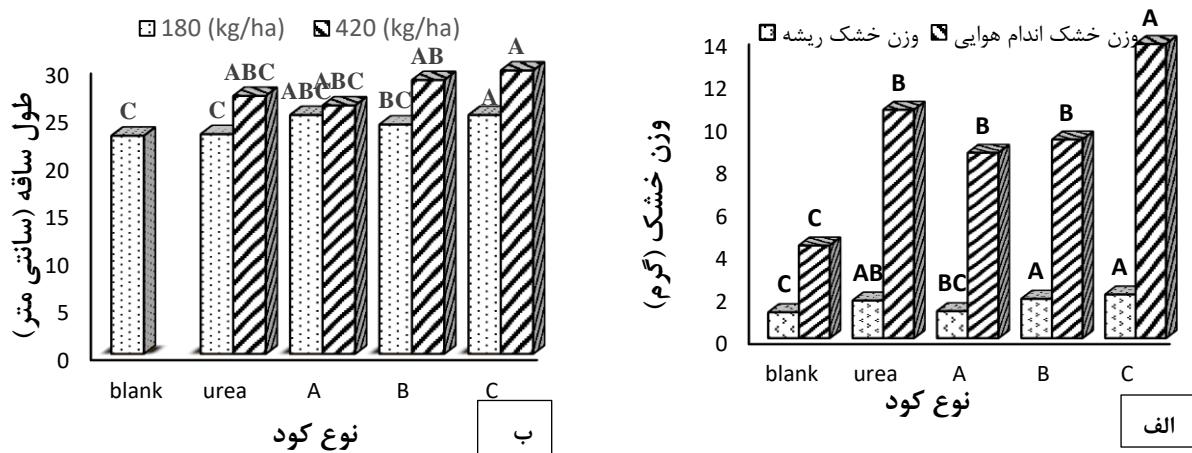 وزن خشک ریشه وزن خشک اندام هوایی
وزن خشک (گرم)
14
12
10
8
6
4
2
0
C C AB B BC B A B A A
blank urea A B C
نوع کود
الف
180 (kg/ha) 420 (kg/ha)
طول ساقه (سانتی متر)
30
25
20
15
10
5
0
C C ABC ABC ABC BC AB A A
blank urea A B C
نوع کود
ب